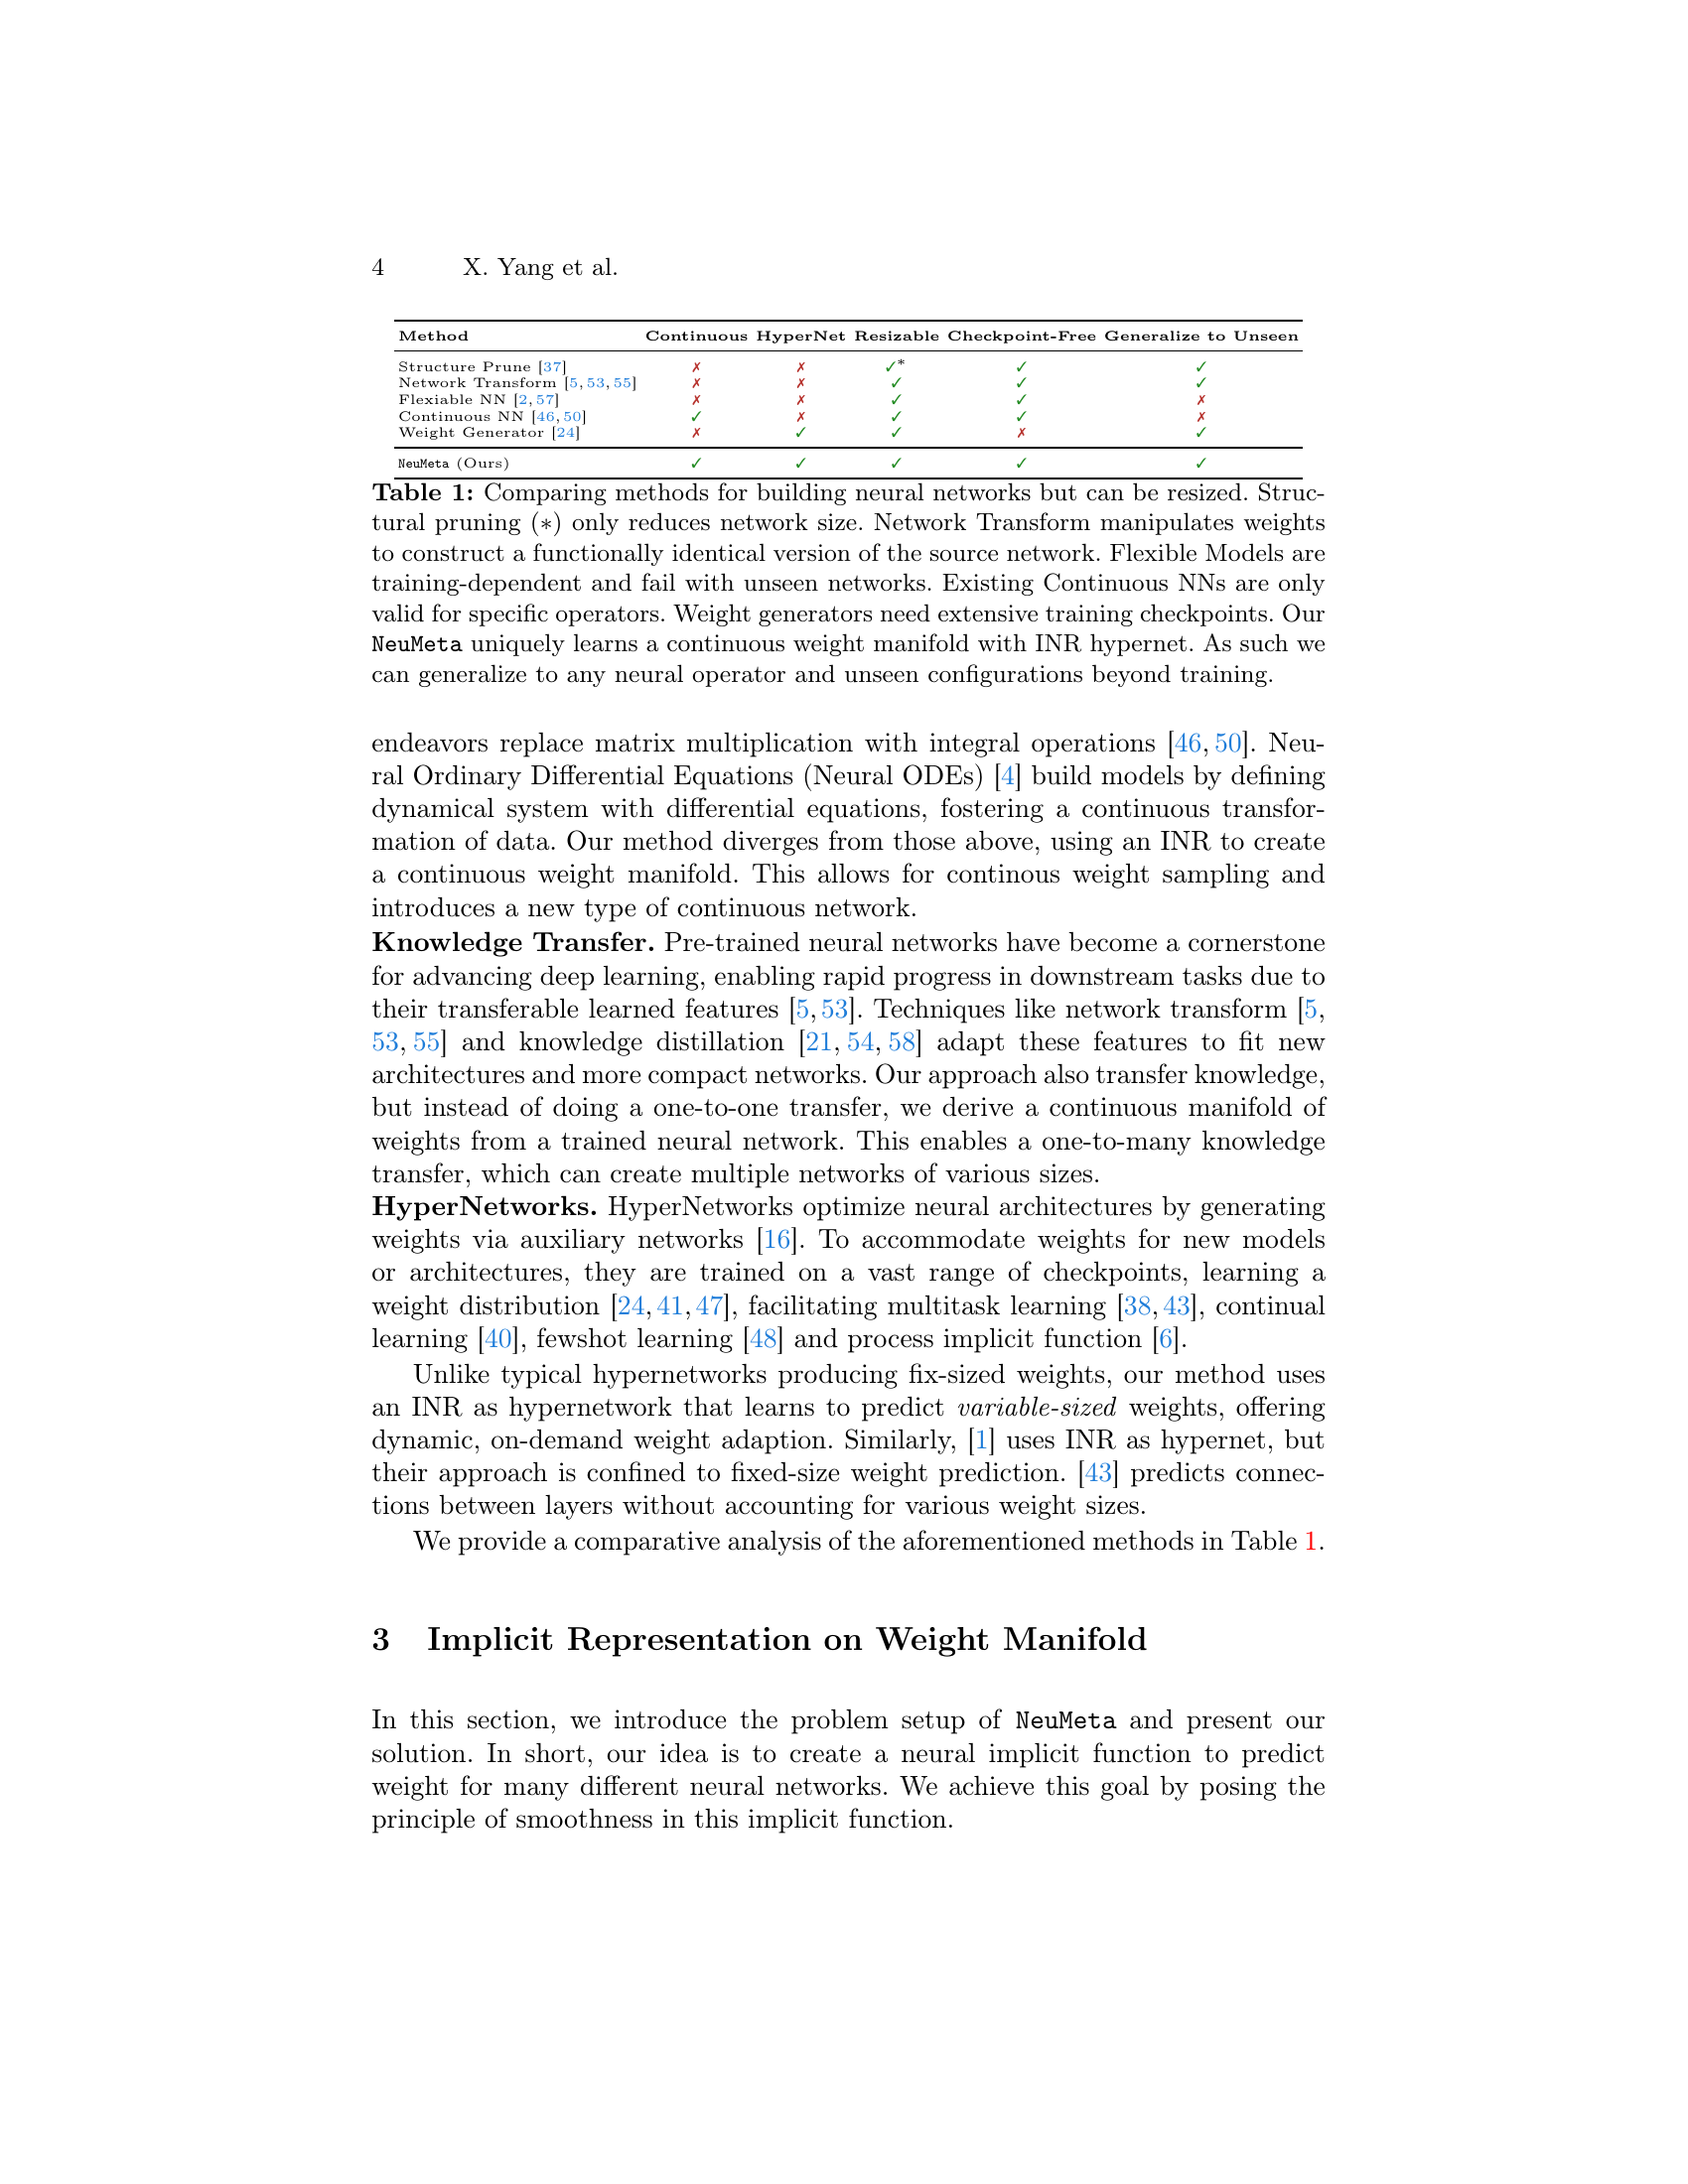 4 X. Yang et al.
Method Continuous HyperNet Resizable Checkpoint-Free Generalize to Unseen
Structure Prune [37] ✗ ✗ ✓* ✓ ✓
Network Transform [5, 53, 55] ✗ ✗ ✓ ✓ ✓
Flexiable NN [2, 57] ✗ ✗ ✓ ✓ ✗
Continuous NN [46, 50] ✓ ✗ ✓ ✓ ✗
Weight Generator [24] ✗ ✓ ✓ ✗ ✓
NeuMeta (Ours) ✓ ✓ ✓ ✓ ✓
Table 1: Comparing methods for building neural networks but can be resized. Struc-
tural pruning (∗) only reduces network size. Network Transform manipulates weights
to construct a functionally identical version of the source network. Flexible Models are
training-dependent and fail with unseen networks. Existing Continuous NNs are only
valid for specific operators. Weight generators need extensive training checkpoints. Our
NeuMeta uniquely learns a continuous weight manifold with INR hypernet. As such we
can generalize to any neural operator and unseen configurations beyond training.
endeavors replace matrix multiplication with integral operations [46, 50]. Neu-
ral Ordinary Differential Equations (Neural ODEs) [4] build models by defining
dynamical system with differential equations, fostering a continuous transfor-
mation of data. Our method diverges from those above, using an INR to create
a continuous weight manifold. This allows for continous weight sampling and
introduces a new type of continuous network.
Knowledge Transfer. Pre-trained neural networks have become a cornerstone
for advancing deep learning, enabling rapid progress in downstream tasks due to
their transferable learned features [5, 53]. Techniques like network transform [5,
53, 55] and knowledge distillation [21, 54, 58] adapt these features to fit new
architectures and more compact networks. Our approach also transfer knowledge,
but instead of doing a one-to-one transfer, we derive a continuous manifold of
weights from a trained neural network. This enables a one-to-many knowledge
transfer, which can create multiple networks of various sizes.
HyperNetworks. HyperNetworks optimize neural architectures by generating
weights via auxiliary networks [16]. To accommodate weights for new models
or architectures, they are trained on a vast range of checkpoints, learning a
weight distribution [24, 41, 47], facilitating multitask learning [38, 43], continual
learning [40], fewshot learning [48] and process implicit function [6].
Unlike typical hypernetworks producing fix-sized weights, our method uses
an INR as hypernetwork that learns to predict variable-sized weights, offering
dynamic, on-demand weight adaption. Similarly, [1] uses INR as hypernet, but
their approach is confined to fixed-size weight prediction. [43] predicts connec-
tions between layers without accounting for various weight sizes.
We provide a comparative analysis of the aforementioned methods in Table 1.
3 Implicit Representation on Weight Manifold
In this section, we introduce the problem setup of NeuMeta and present our
solution. In short, our idea is to create a neural implicit function to predict
weight for many different neural networks. We achieve this goal by posing the
principle of smoothness in this implicit function.